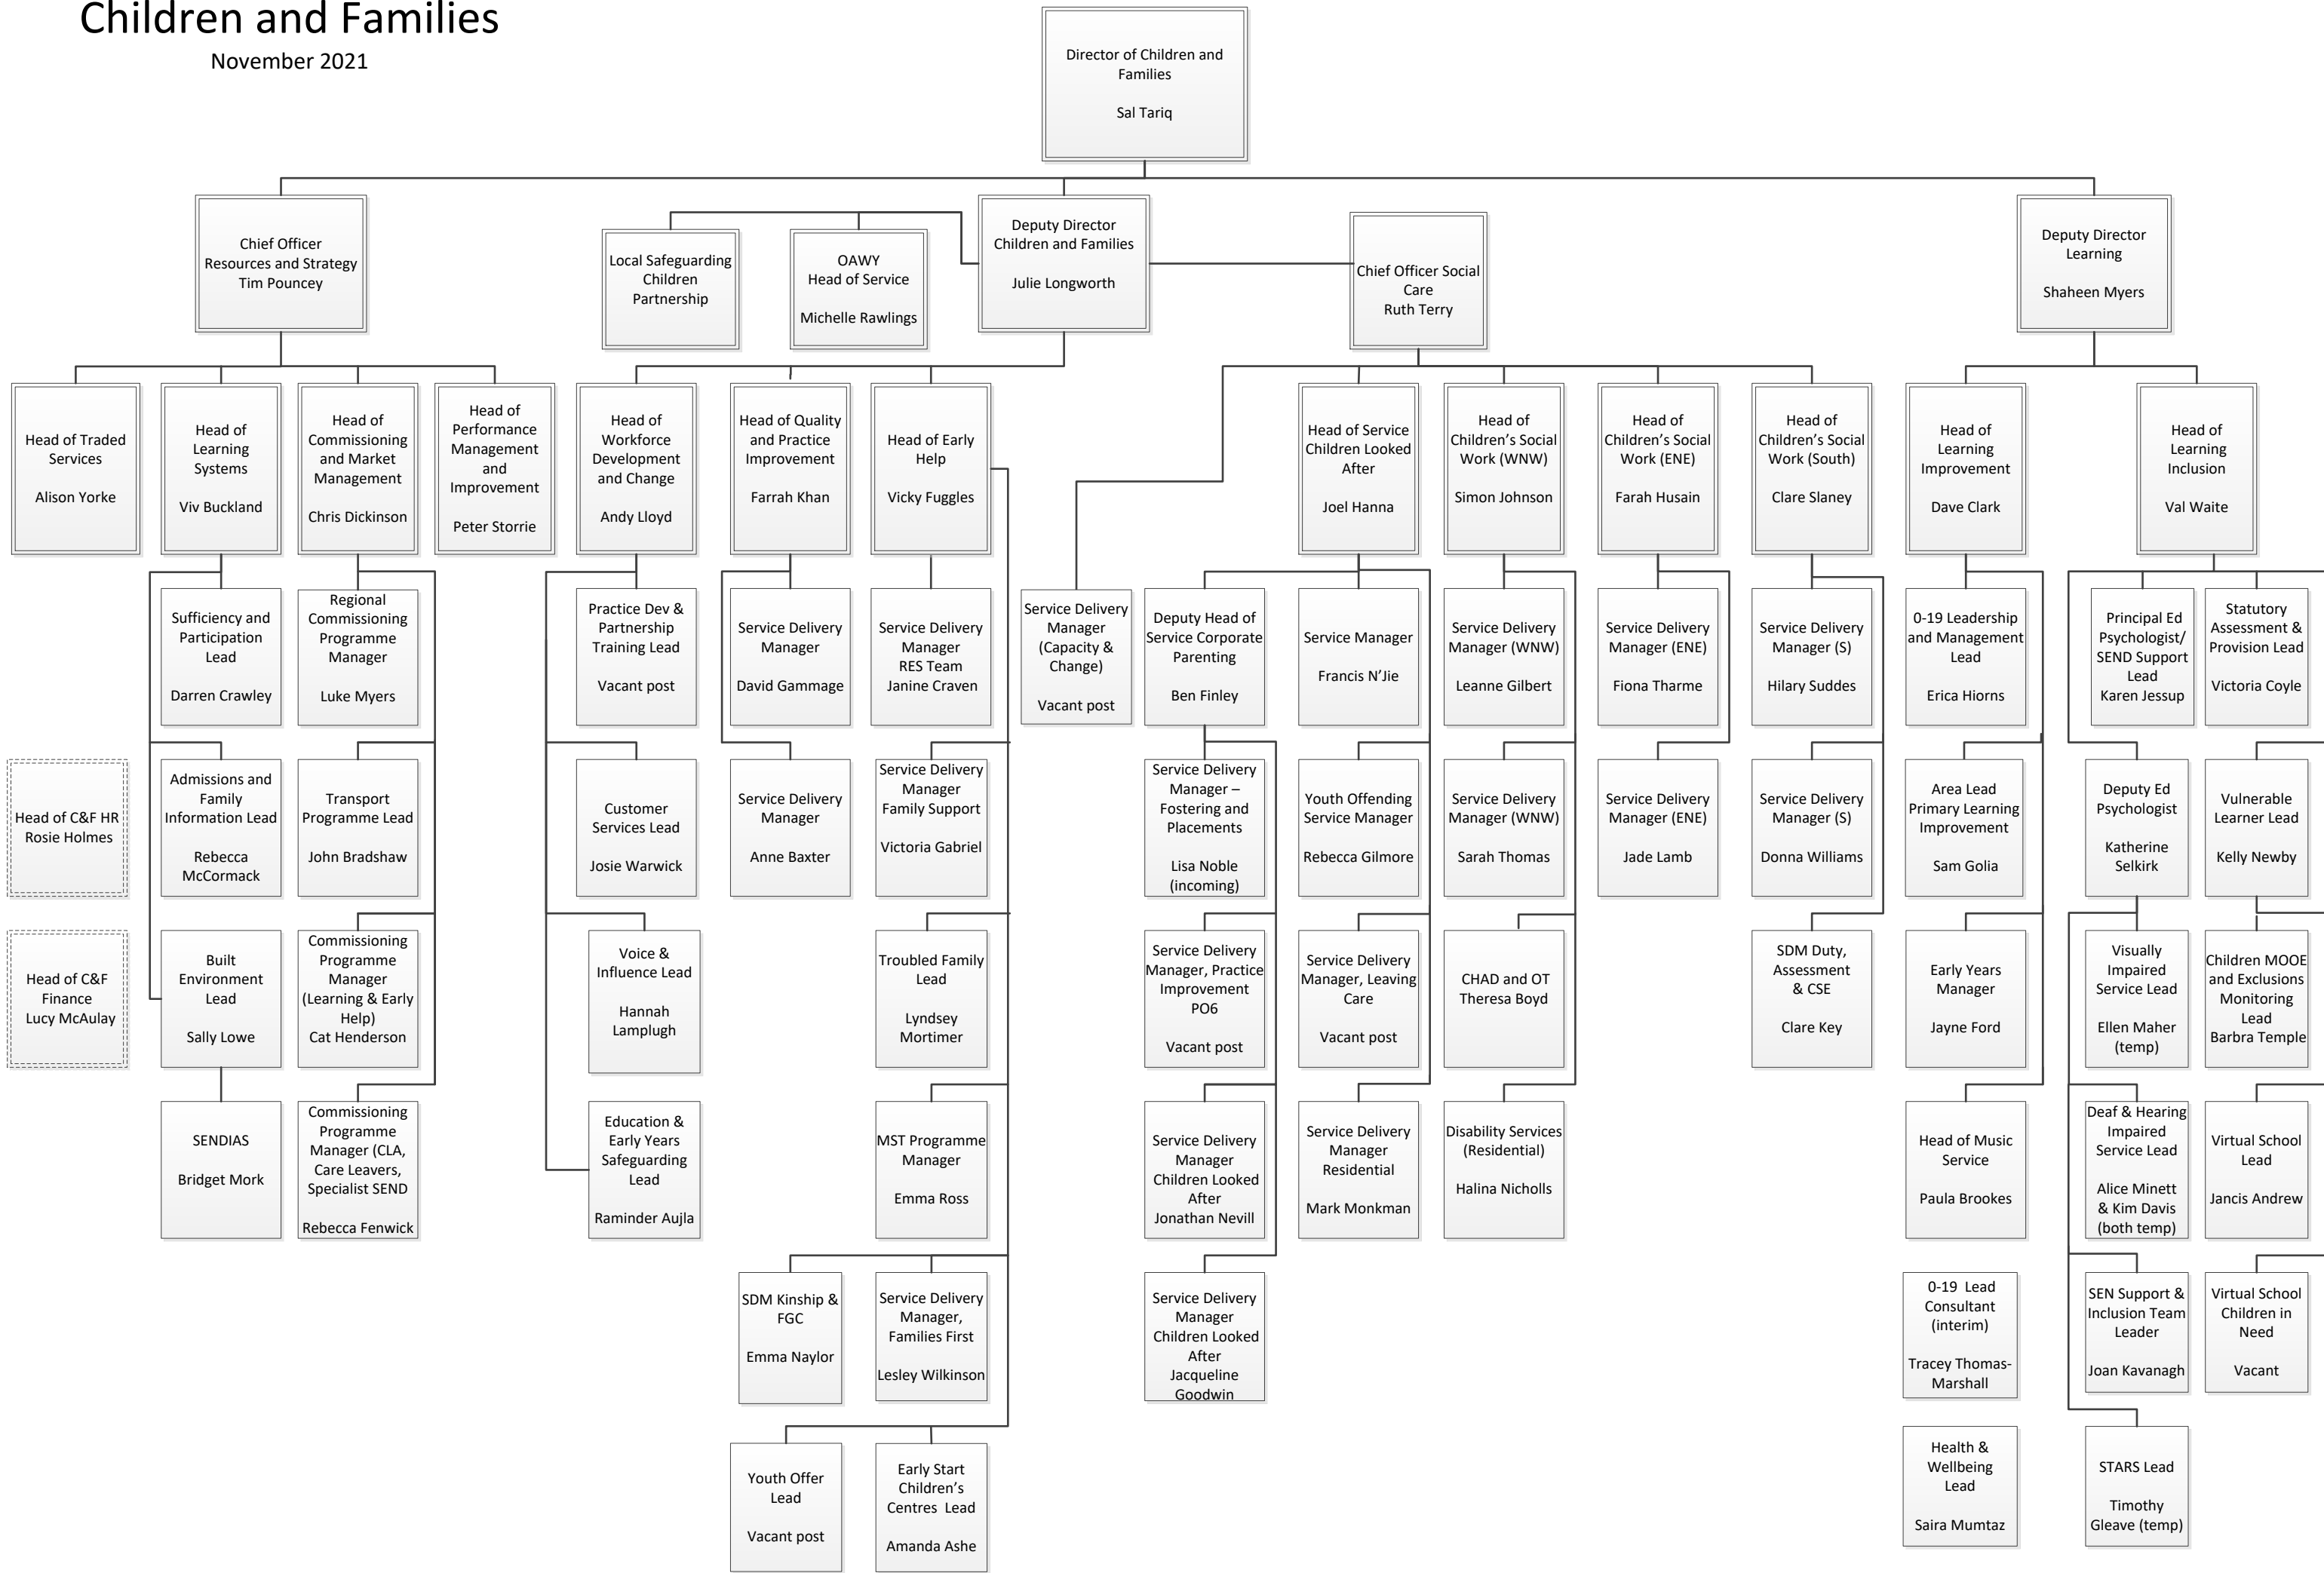 Children and Families
November 2021
Director of Children and
Families
Sal Tariq
Chief Officer
Resources and Strategy
Tim Pouncey
Local Safeguarding
Children
Partnership
OAWY
Head of Service
Michelle Rawlings
Deputy Director
Children and Families
Julie Longworth
Chief Officer Social
Care
Ruth Terry
Deputy Director
Learning
Shaheen Myers
Head of Traded
Services
Alison Yorke
Head of
Learning
Systems
Viv Buckland
Head of
Commissioning
and Market
Management
Chris Dickinson
Head of
Performance
Management
and
Improvement
Peter Storrie
Head of
Workforce
Development
and Change
Andy Lloyd
Head of Quality
and Practice
Improvement
Farrah Khan
Head of Early
Help
Vicky Fuggles
Head of Service
Children Looked
After
Joel Hanna
Head of
Children’s Social
Work (WNW)
Simon Johnson
Head of
Children’s Social
Work (ENE)
Farah Husain
Head of
Children’s Social
Work (South)
Clare Slaney
Head of
Learning
Improvement
Dave Clark
Head of
Learning
Inclusion
Val Waite
Sufficiency and
Participation
Lead
Darren Crawley
Regional
Commissioning
Programme
Manager
Luke Myers
Practice Dev &
Partnership
Training Lead
Vacant post
Service Delivery
Manager
David Gammage
Service Delivery
Manager
RES Team
Janine Craven
Service Delivery
Manager
(Capacity &
Change)
Vacant post
Deputy Head of
Service Corporate
Parenting
Ben Finley
Service Manager
Francis N’Jie
Service Delivery
Manager (WNW)
Leanne Gilbert
Service Delivery
Manager (ENE)
Fiona Tharme
Service Delivery
Manager (S)
Hilary Suddes
0-19 Leadership
and Management
Lead
Erica Hiorns
Principal Ed
Psychologist/
SEND Support
Lead
Karen Jessup
Statutory
Assessment &
Provision Lead
Victoria Coyle
Head of C&F HR
Rosie Holmes
Admissions and
Family
Information Lead
Rebecca
McCormack
Transport
Programme Lead
John Bradshaw
Customer
Services Lead
Josie Warwick
Service Delivery
Manager
Anne Baxter
Service Delivery
Manager
Family Support
Victoria Gabriel
Service Delivery
Manager –
Fostering and
Placements
Lisa Noble
(incoming)
Youth Offending
Service Manager
Rebecca Gilmore
Service Delivery
Manager (WNW)
Sarah Thomas
Service Delivery
Manager (ENE)
Jade Lamb
Service Delivery
Manager (S)
Donna Williams
Area Lead
Primary Learning
Improvement
Sam Golia
Deputy Ed
Psychologist
Katherine
Selkirk
Vulnerable
Learner Lead
Kelly Newby
Head of C&F
Finance
Lucy McAulay
Built
Environment
Lead
Sally Lowe
Commissioning
Programme
Manager
(Learning & Early
Help)
Cat Henderson
Voice &
Influence Lead
Hannah
Lamplugh
Troubled Family
Lead
Lyndsey
Mortimer
Service Delivery
Manager, Practice
Improvement
PO6
Vacant post
Service Delivery
Manager, Leaving
Care
Vacant post
CHAD and OT
Theresa Boyd
SDM Duty,
Assessment
& CSE
Clare Key
Early Years
Manager
Jayne Ford
Visually
Impaired
Service Lead
Ellen Maher
(temp)
Children MOOE
and Exclusions
Monitoring
Lead
Barbra Temple
SENDIAS
Bridget Mork
Commissioning
Programme
Manager (CLA,
Care Leavers,
Specialist SEND
Rebecca Fenwick
Education &
Early Years
Safeguarding
Lead
Raminder Aujla
MST Programme
Manager
Emma Ross
Service Delivery
Manager
Children Looked
After
Jonathan Nevill
Service Delivery
Manager
Residential
Mark Monkman
Disability Services
(Residential)
Halina Nicholls
Head of Music
Service
Paula Brookes
Deaf & Hearing
Impaired
Service Lead
Alice Minett
& Kim Davis
(both temp)
Virtual School
Lead
Jancis Andrew
SDM Kinship &
FGC
Emma Naylor
Service Delivery
Manager,
Families First
Lesley Wilkinson
Service Delivery
Manager
Children Looked
After
Jacqueline
Goodwin
0-19 Lead
Consultant
(interim)
Tracey Thomas-
Marshall
SEN Support &
Inclusion Team
Leader
Joan Kavanagh
Virtual School
Children in
Need
Vacant
Youth Offer
Lead
Vacant post
Early Start
Children’s
Centres Lead
Amanda Ashe
Health &
Wellbeing
Lead
Saira Mumtaz
STARS Lead
Timothy
Gleave (temp)